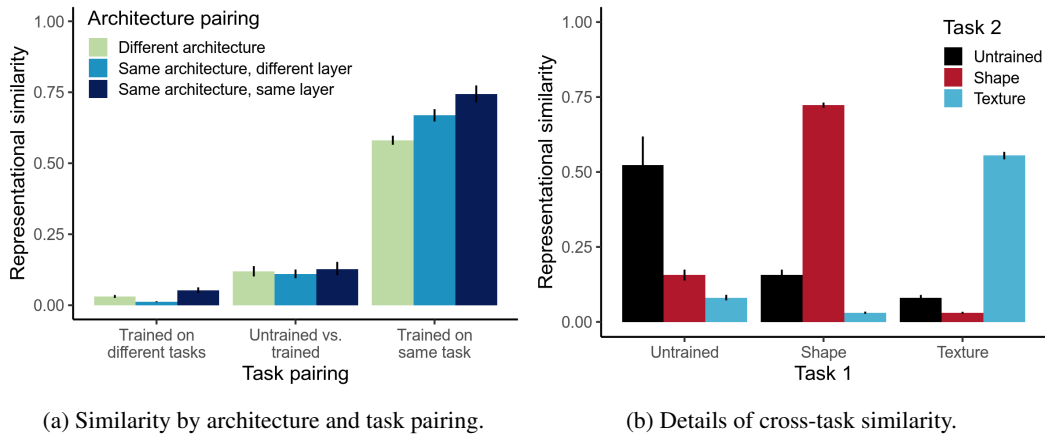 Architecture pairing
Different architecture
Same architecture, different layer
Same architecture, same layer
Representational similarity
1.00
0.75
0.50
0.25
0.00
Trained on
different tasks
Untrained vs.
trained
Trained on
same task
Task pairing
(a) Similarity by architecture and task pairing.
Task 2
Untrained
Shape
Texture
Representational similarity
1.00
0.75
0.50
0.25
0.00
Untrained
Shape
Texture
Task 1
(b) Details of cross-task similarity.